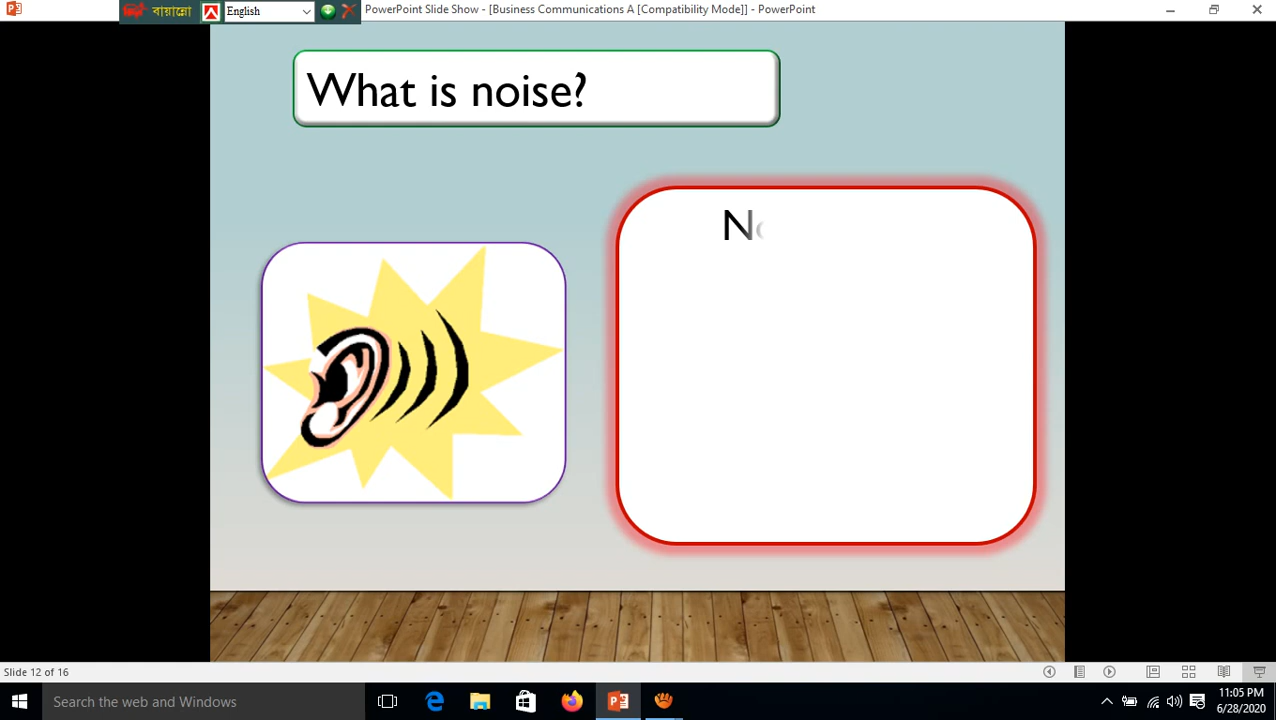 বায়ান্নো
English
PowerPoint Slide Show - [Business Communications A [Compatibility Mode]] - PowerPoint
What is noise?
No
Slide 12 of 16
Search the web and Windows
11:05 PM
6/28/2020